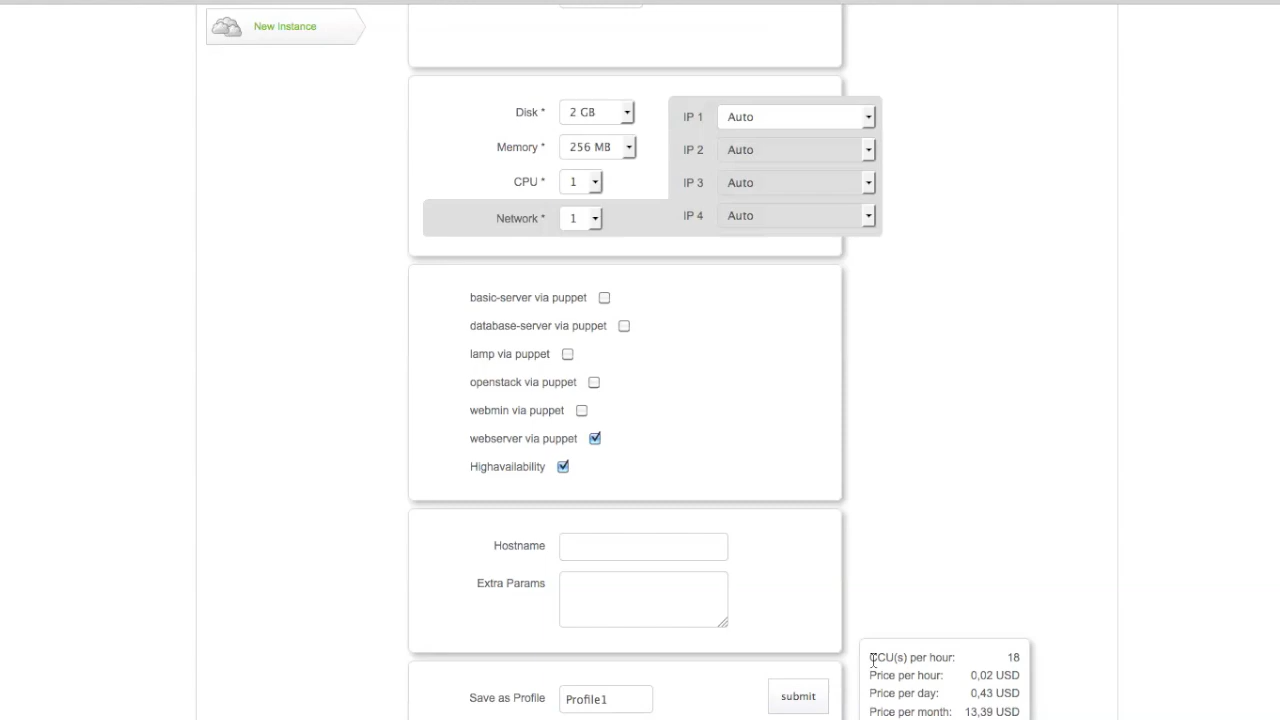 New Instance
Disk * 2 GB
Memory * 256 MB
CPU * 1
Network * 1
IP 1 Auto
IP 2 Auto
IP 3 Auto
IP 4 Auto
basic-server via puppet
database-server via puppet
lamp via puppet
openstack via puppet
webmin via puppet
webserver via puppet
Highavailability
Hostname
Extra Params
Save as Profile Profile1 submit
CCU(s) per hour: 18
Price per hour: 0,02 USD
Price per day: 0,43 USD
Price per month: 13,39 USD